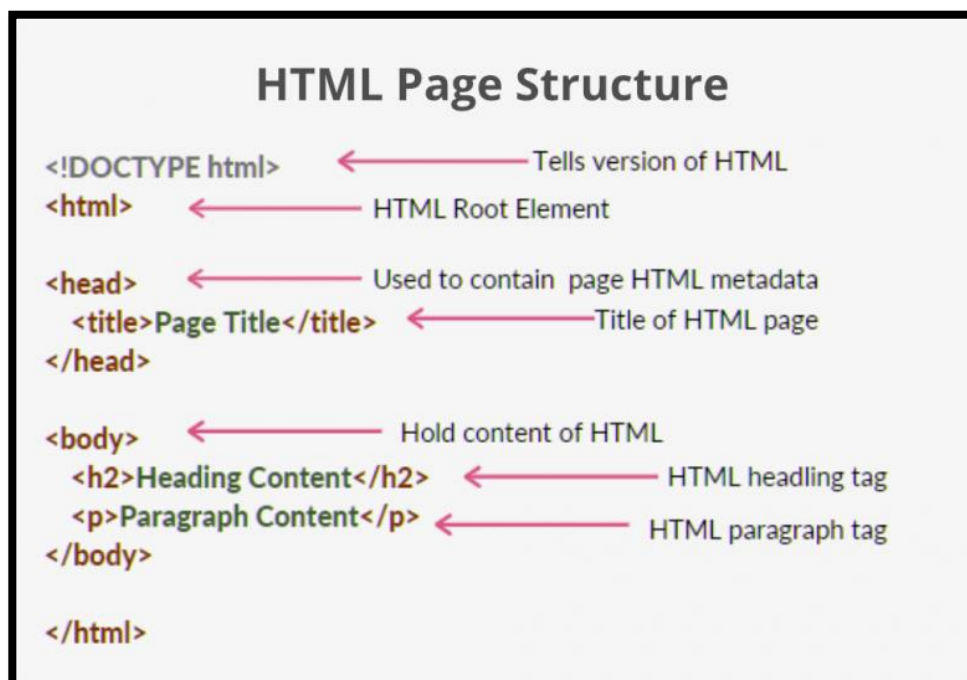 HTML Page Structure
<!DOCTYPE html> Tells version of HTML
<html> HTML Root Element
<head> Used to contain page HTML metadata
<title>Page Title</title> Title of HTML page
</head>
<body> Hold content of HTML
<h2>Heading Content</h2> HTML headling tag
<p>Paragraph Content</p> HTML paragraph tag
</body>
</html>